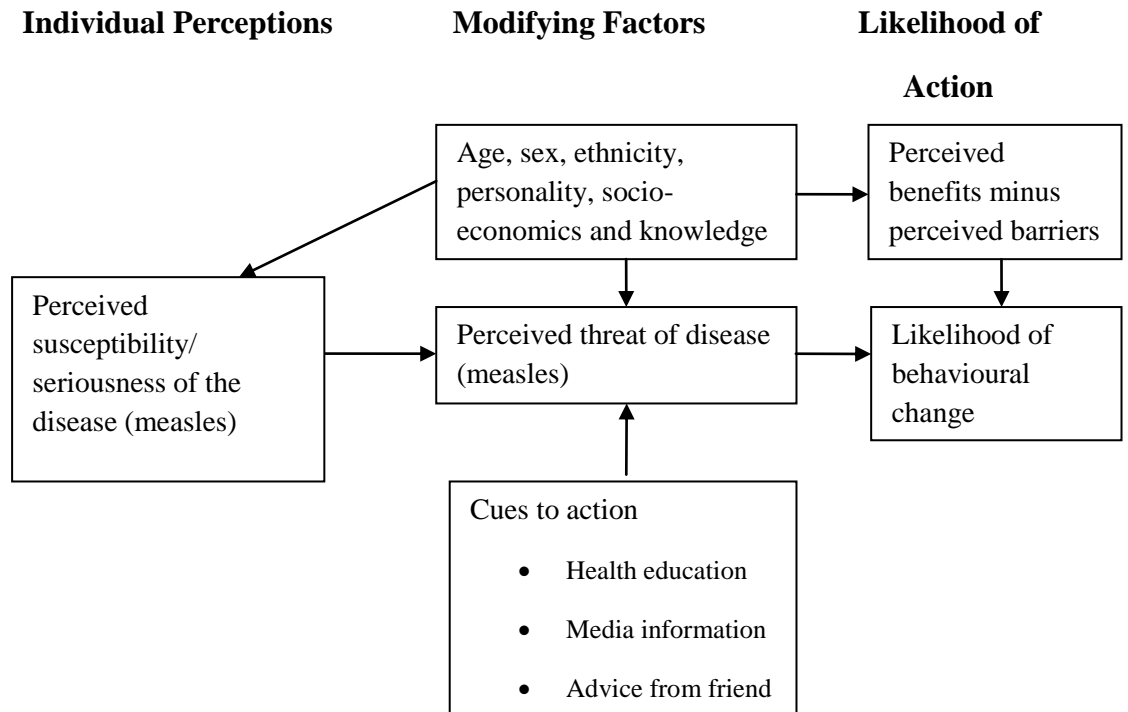 Individual Perceptions
Modifying Factors
Likelihood of
Action
Age, sex, ethnicity,
personality, socio-
economics and knowledge
Perceived
benefits minus
perceived barriers
Perceived
susceptibility/
seriousness of the
disease (measles)
Perceived threat of disease
(measles)
Likelihood of
behavioural
change
Cues to action
• Health education
• Media information
• Advice from friend